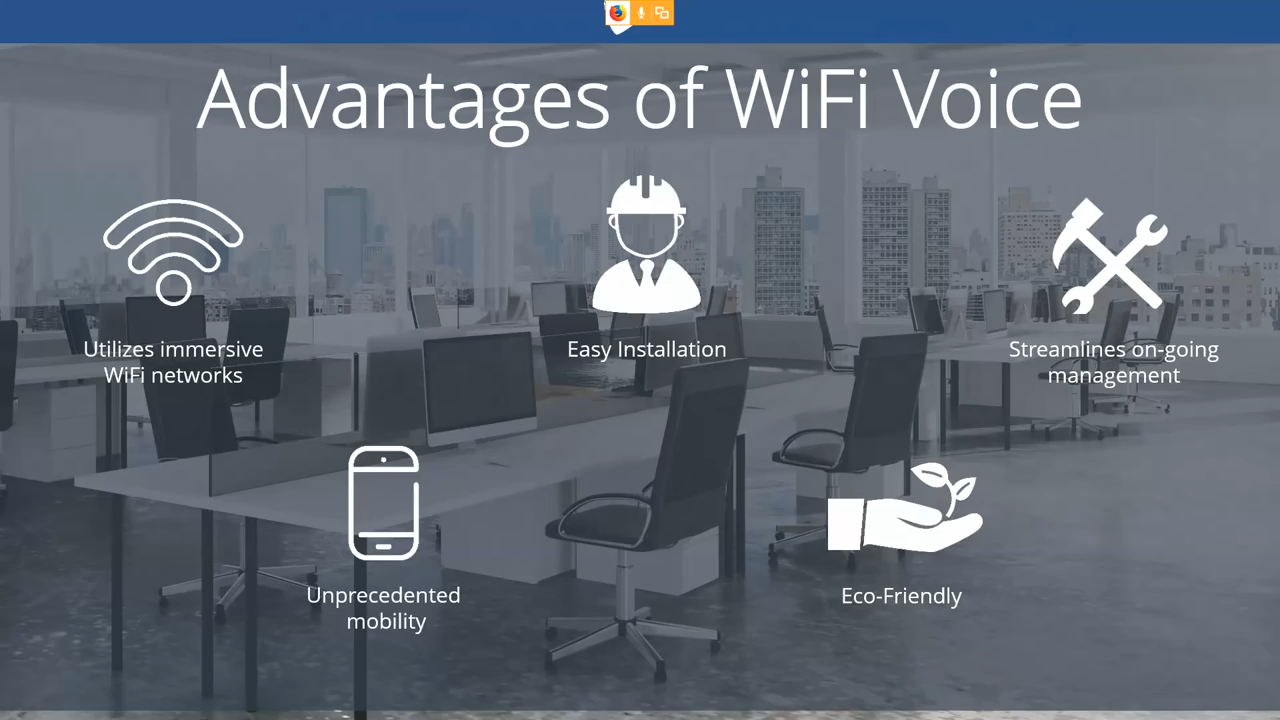 Advantages of WiFi Voice
Utilizes immersive
WiFi networks
Easy Installation
Streamlines on-going
management
Unprecedented
mobility
Eco-Friendly